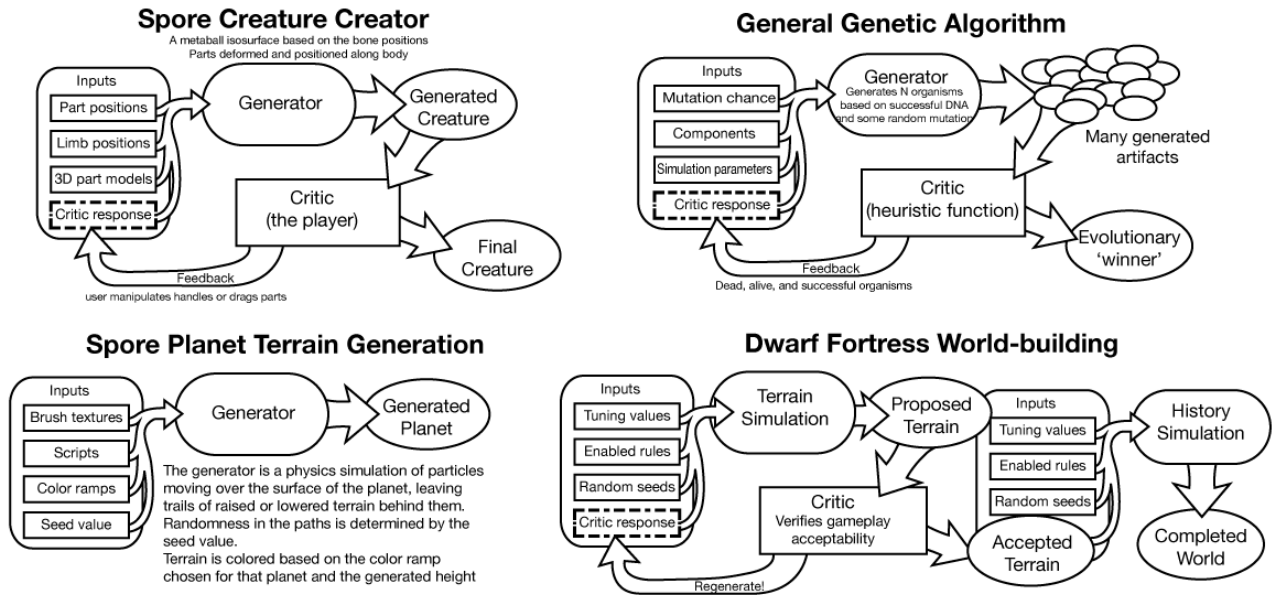 Spore Creature Creator
A metaball isosurface based on the bone positions
Parts deformed and positioned along body
Inputs
Part positions
Limb positions
3D part models
Critic response
Generator
Generated
Creature
Critic
(the player)
Final
Creature
Feedback
user manipulates handles or drags parts
General Genetic Algorithm
Inputs
Mutation chance
Components
Simulation parameters
Critic response
Generator
Generates N organisms
based on successful DNA
and some random mutation
Many generated
artifacts
Critic
(heuristic function)
Evolutionary
‘winner’
Feedback
Dead, alive, and successful organisms
Spore Planet Terrain Generation
Inputs
Brush textures
Scripts
Color ramps
Seed value
Generator
Generated
Planet
The generator is a physics simulation of particles
moving over the surface of the planet, leaving
trails of raised or lowered terrain behind them.
Randomness in the paths is determined by the
seed value.
Terrain is colored based on the color ramp
chosen for that planet and the generated height
Dwarf Fortress World-building
Inputs
Tuning values
Enabled rules
Random seeds
Critic response
Terrain
Simulation
Proposed
Terrain
Critic
Verifies gameplay
acceptability
Regenerate!
Inputs
Tuning values
Enabled rules
Random seeds
Accepted
Terrain
History
Simulation
Completed
World